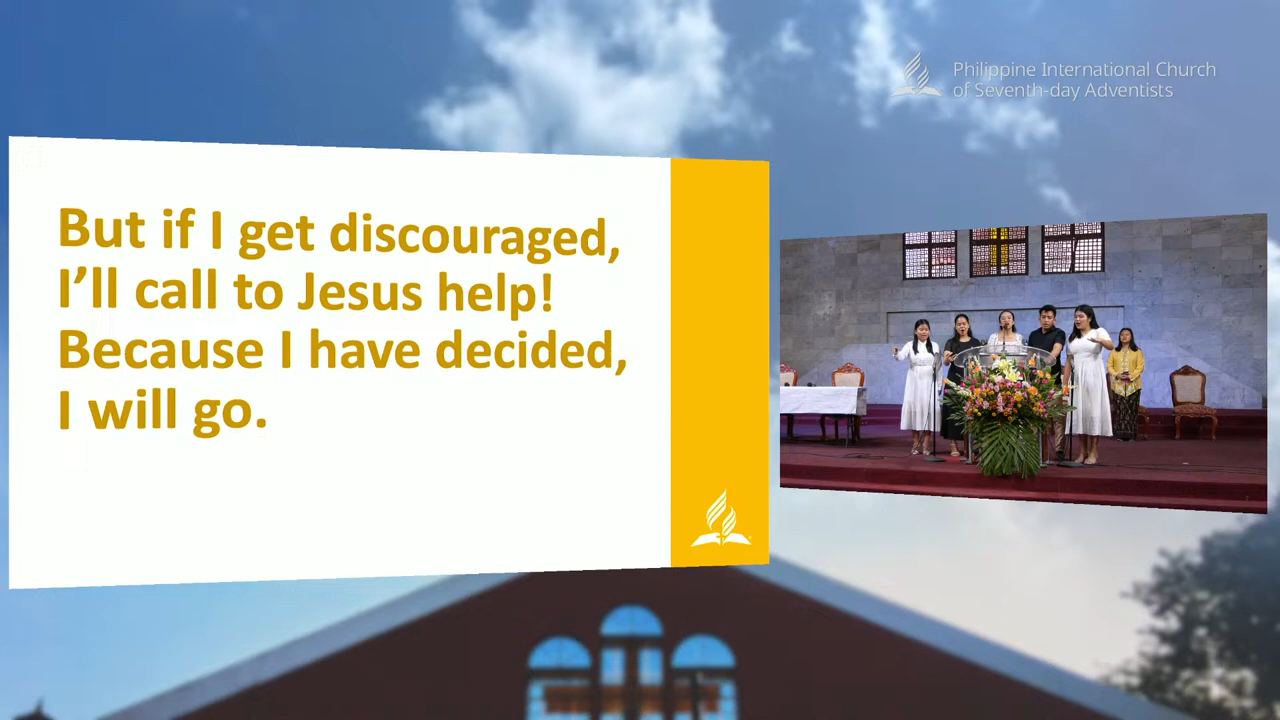 Philippine International Church
of Seventh-day Adventists
But if I get discouraged,
I’ll call to Jesus help!
Because I have decided,
I will go.